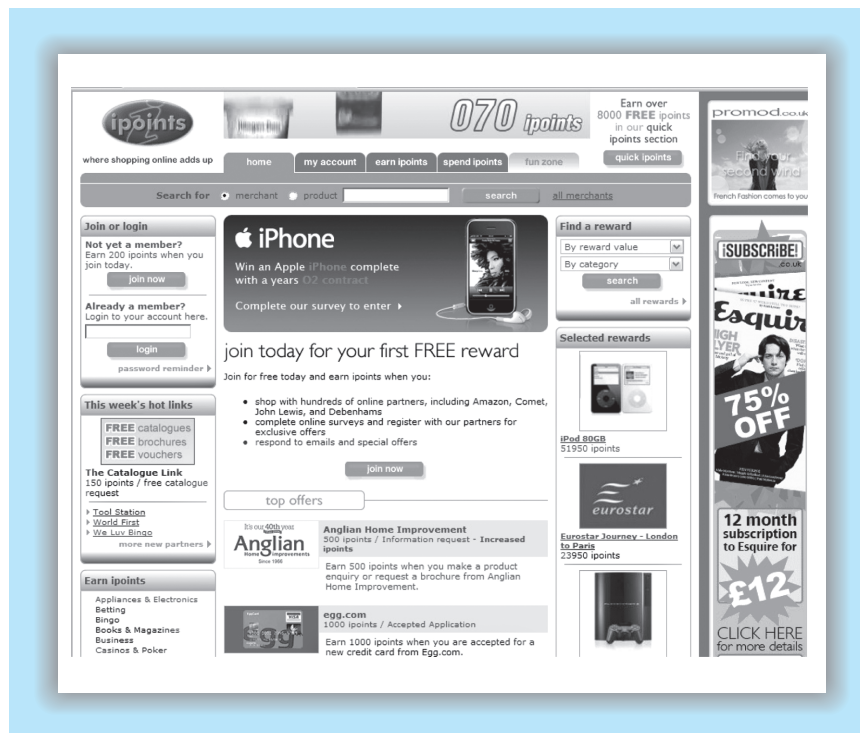 ipoints
where shopping online adds up
070 ipoints
Earn over
8000 FREE ipoints
in our quick
ipoints section
quick ipoints
home
my account
earn ipoints
spend ipoints
fun zone
Search for
merchant
product
search
all merchants
Join or login
Not yet a member?
Earn 200 ipoints when you
join today.
join now
Already a member?
Login to your account here.
login
password reminder
This week's hot links
FREE catalogues
FREE brochures
FREE vouchers
The Catalogue Link
150 ipoints / free catalogue
request
Tool Station
World First
We Luv Bingo
more new partners
Earn ipoints
Appliances & Electronics
Betting
Bingo
Books & Magazines
Business
Casinos & Poker
iPhone
Win an Apple iPhone complete
with a years O2 contract
Complete our survey to enter
join today for your first FREE reward
Join for free today and earn ipoints when you:
• shop with hundreds of online partners, including Amazon, Comet,
John Lewis, and Debenhams
• complete online surveys and register with our partners for
exclusive offers
• respond to emails and special offers
join now
top offers
It's our 40th year
Anglian
Home Improvements
Since 1966
Anglian Home Improvement
500 ipoints / Information request - Increased
ipoints
Earn 500 ipoints when you make a product
enquiry or request a brochure from Anglian
Home Improvement.
egg
egg.com
1000 ipoints / Accepted Application
Earn 1000 ipoints when you are accepted for a
new credit card from Egg.com.
Find a reward
By reward value
By category
search
all rewards
Selected rewards
iPod 80GB
51950 ipoints
eurostar
Eurostar Journey - London
to Paris
23950 ipoints
promod.co.uk
Find your
second wind
French Fashion comes to you
iSUBSCRiBE!
.co.uk
Esquire
75%
OFF
12 month
subscription
to Esquire for
£12
CLICK HERE
for more details